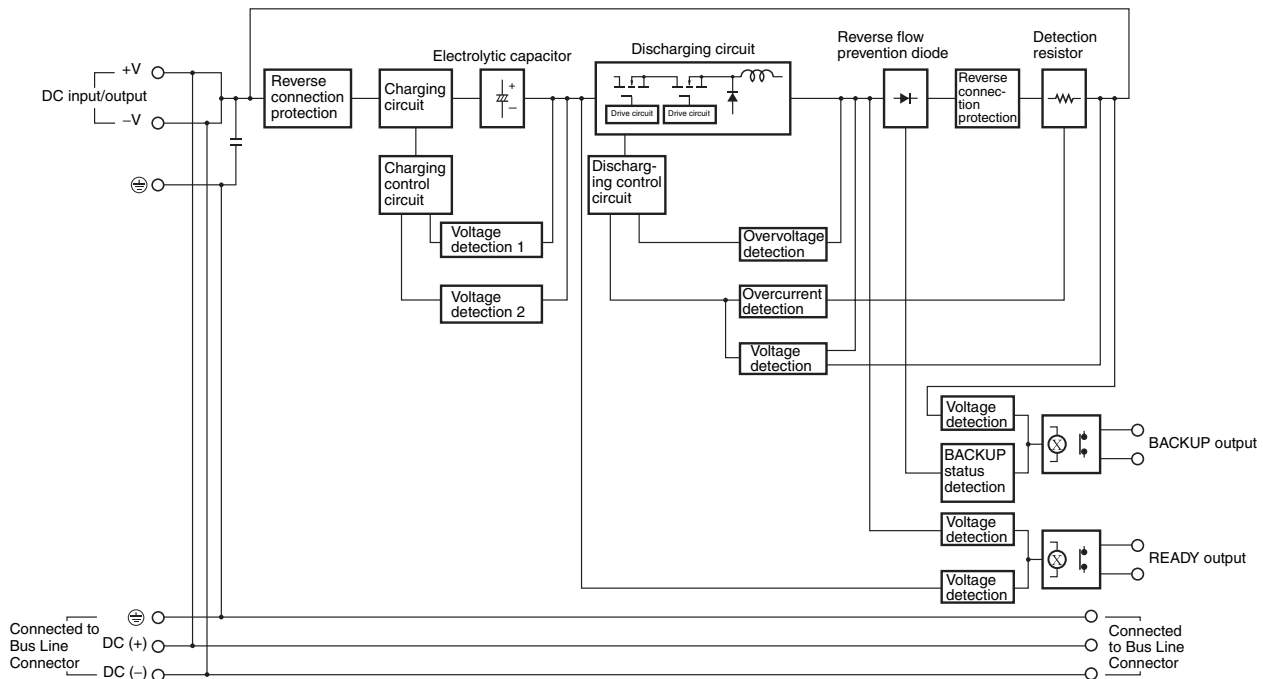 Electrolytic capacitor
Discharging circuit
Reverse flow
prevention diode
Detection
resistor
+V
DC input/output
−V
Reverse
connection
protection
Charging
circuit
+
−
Drive circuit
Drive circuit
Reverse
connec-
tion
protection
Charging
control
circuit
Discharg-
ing control
circuit
Voltage
detection 1
Overvoltage
detection
Voltage
detection 2
Overcurrent
detection
Voltage
detection
Voltage
detection
BACKUP
status
detection
X
BACKUP output
Voltage
detection
Voltage
detection
X
READY output
Connected to
Bus Line
Connector
DC (+)
DC (−)
Connected
to Bus Line
Connector